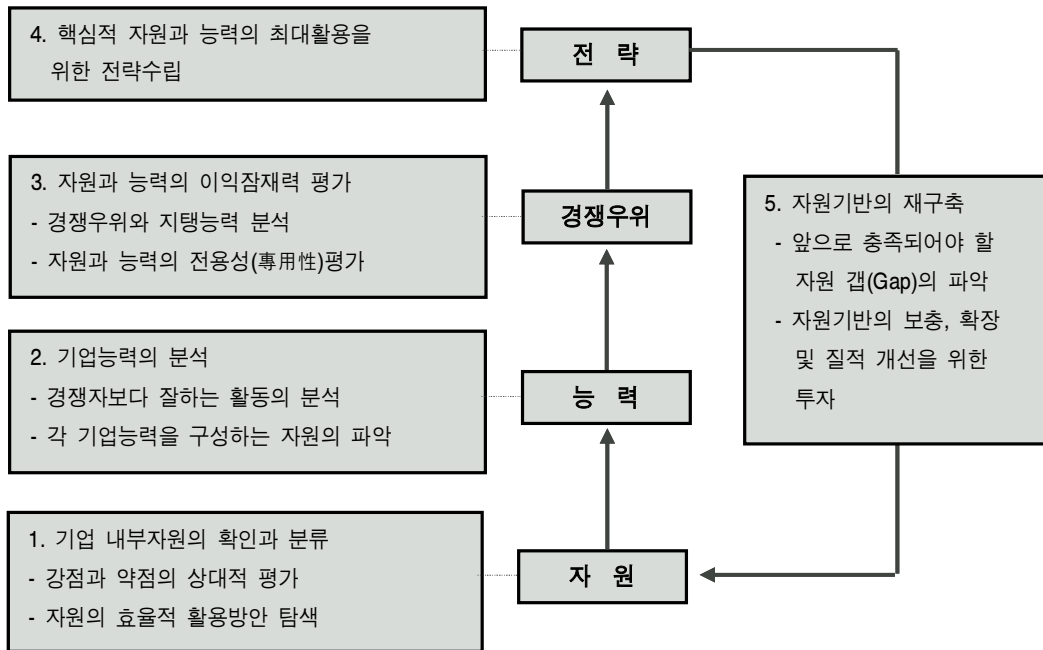 4. 핵심적 자원과 능력의 최대활용을
위한 전략수립
전 략
3. 자원과 능력의 이익잠재력 평가
- 경쟁우위와 지탱능력 분석
- 자원과 능력의 전용성(專用性)평가
경쟁우위
2. 기업능력의 분석
- 경쟁자보다 잘하는 활동의 분석
- 각 기업능력을 구성하는 자원의 파악
능 력
1. 기업 내부자원의 확인과 분류
- 강점과 약점의 상대적 평가
- 자원의 효율적 활용방안 탐색
자 원
5. 자원기반의 재구축
- 앞으로 충족되어야 할
자원 갭(Gap)의 파악
- 자원기반의 보충, 확장
및 질적 개선을 위한
투자